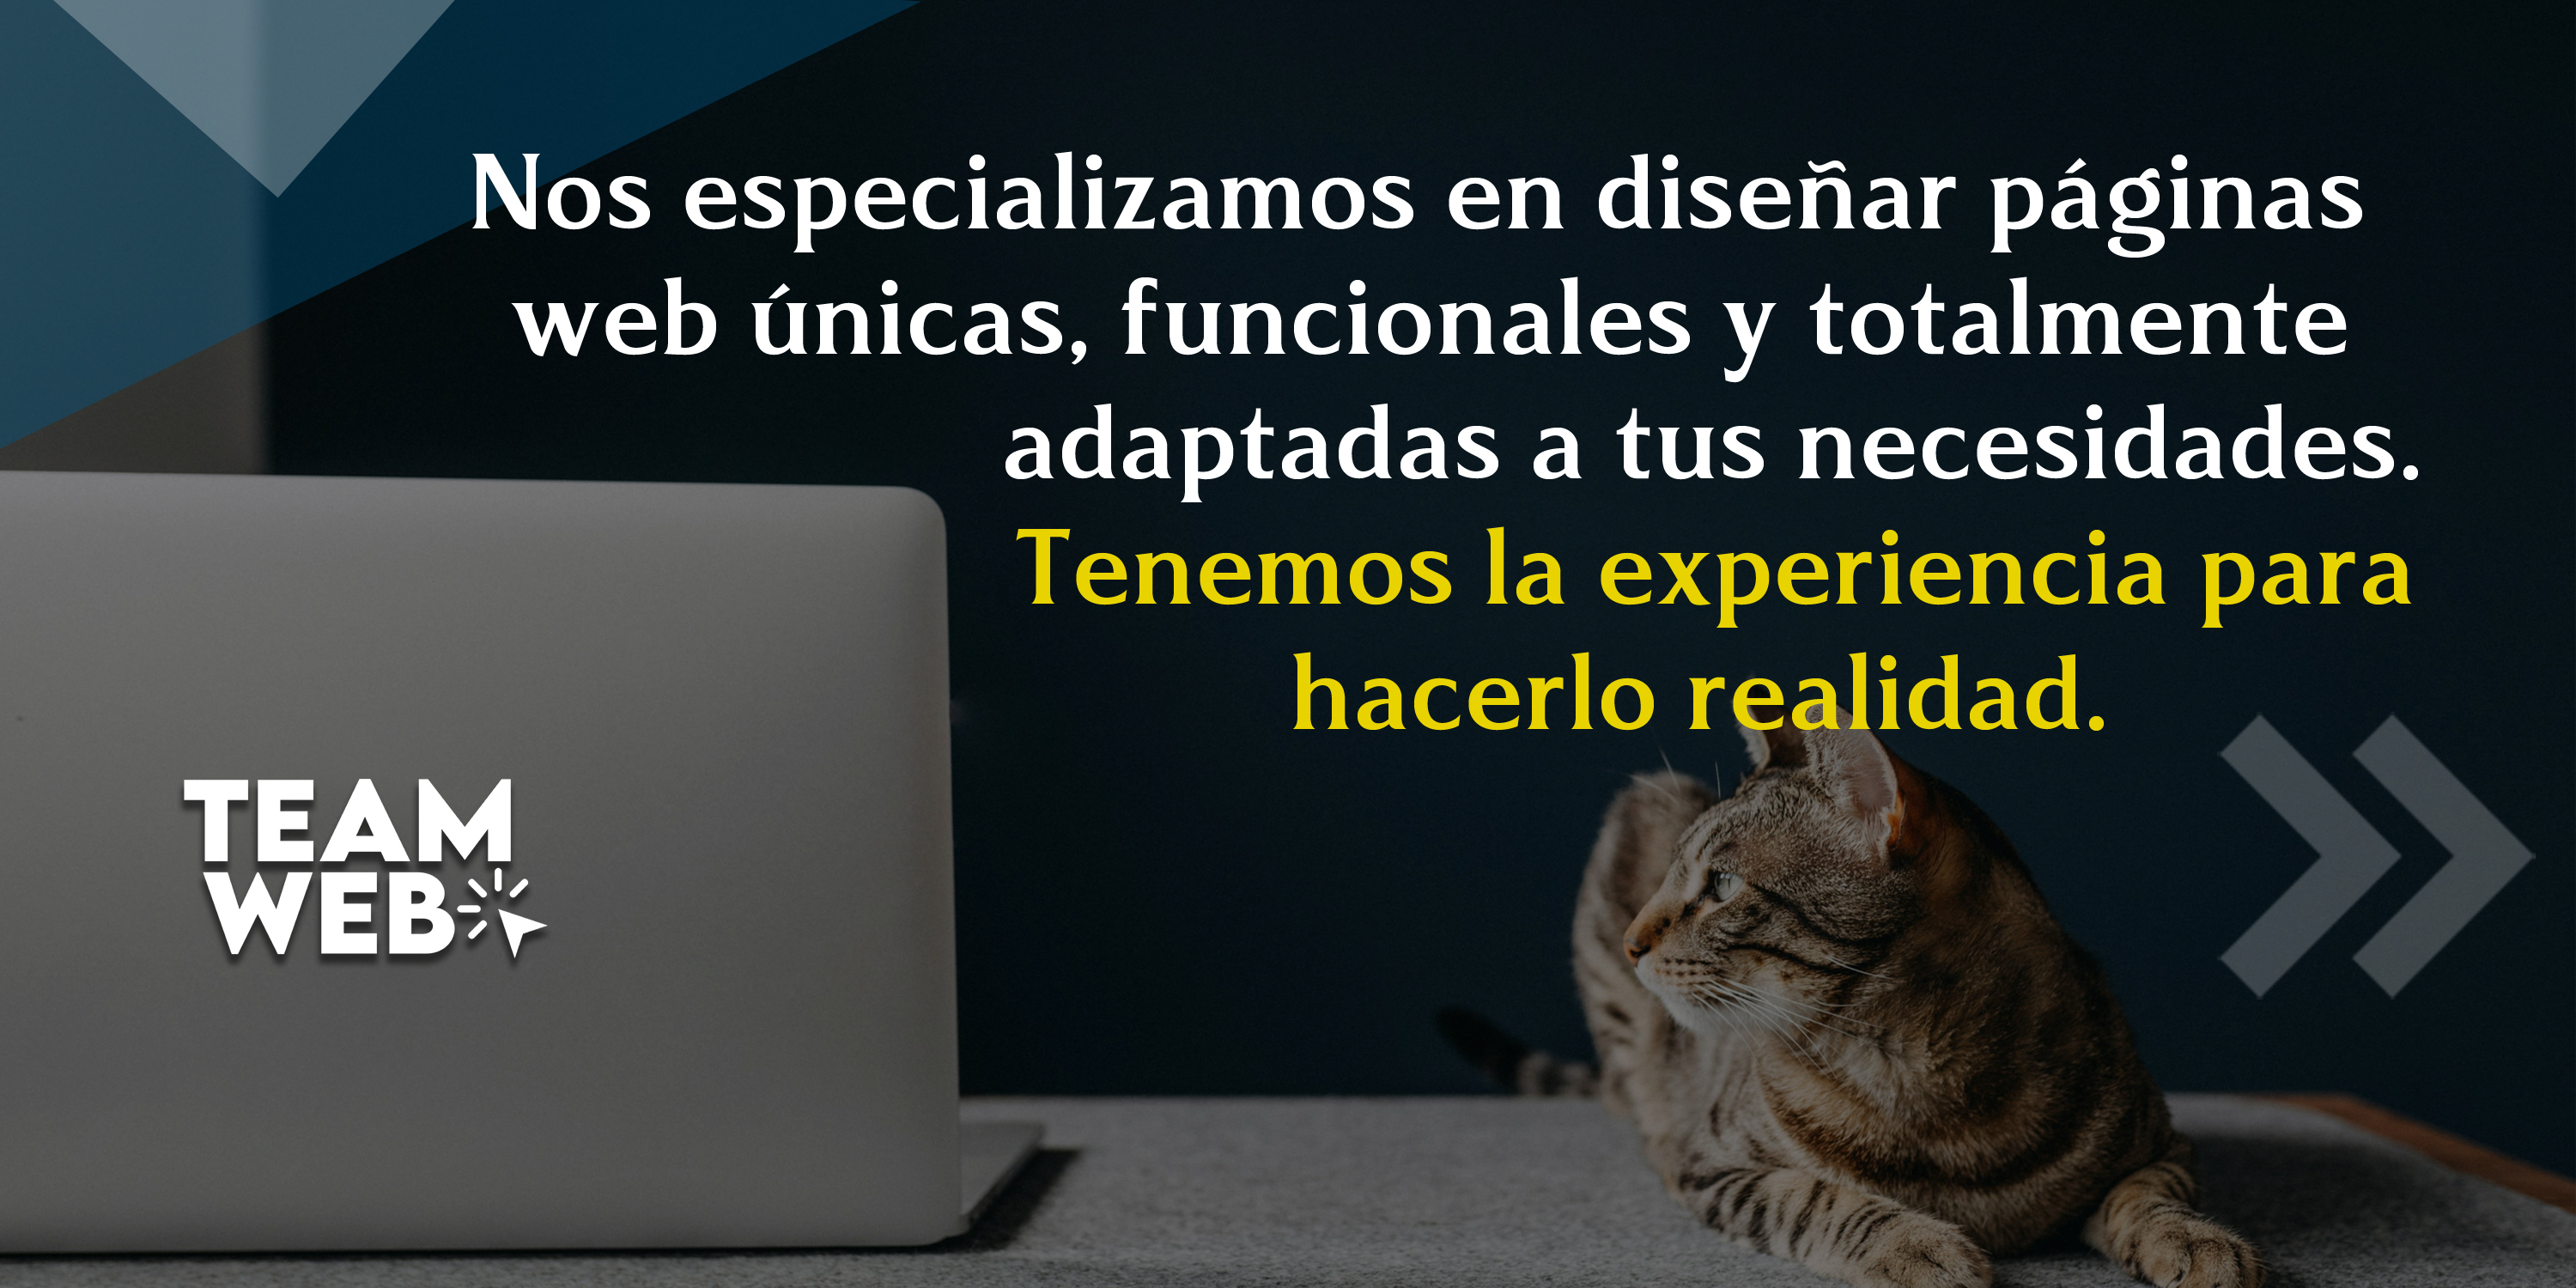 Nos especializamos en diseñar páginas
web únicas, funcionales y totalmente
adaptadas a tus necesidades.
Tenemos la experiencia para
hacerlo realidad.
TEAM
WEB